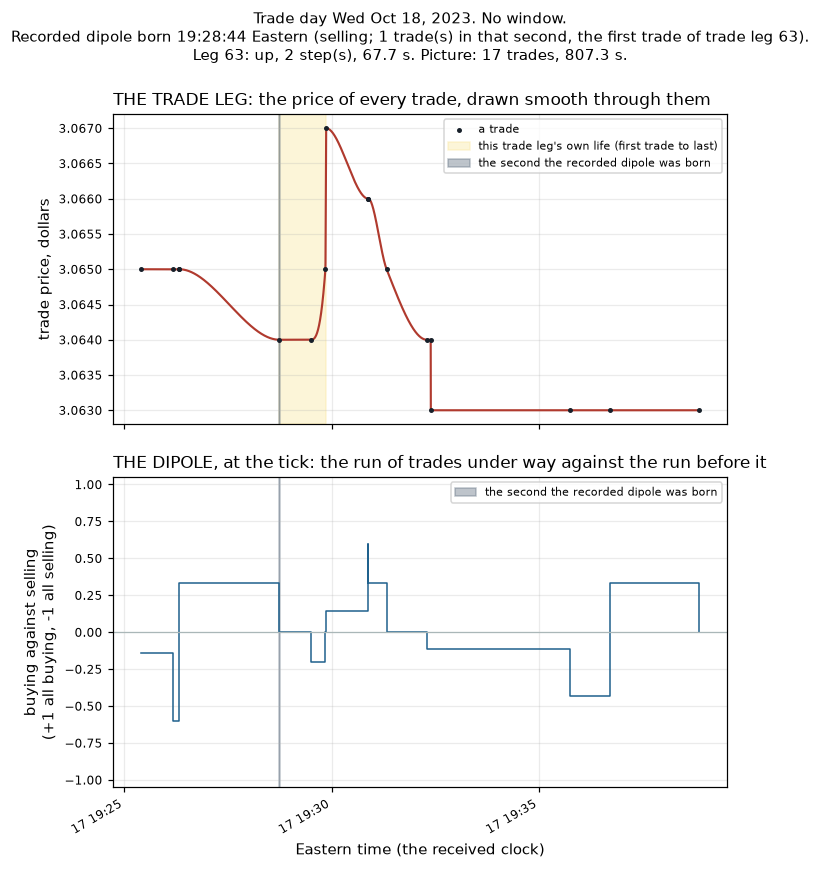 Trade day Wed Oct 18, 2023. No window.
Recorded dipole born 19:28:44 Eastern (selling; 1 trade(s) in that second, the first trade of trade leg 63).
Leg 63: up, 2 step(s), 67.7 s. Picture: 17 trades, 807.3 s.
THE TRADE LEG: the price of every trade, drawn smooth through them
a trade
this trade leg's own life (first trade to last)
the second the recorded dipole was born
3.0670
3.0665
3.0660
3.0655
3.0650
3.0645
3.0640
3.0635
3.0630
trade price, dollars
THE DIPOLE, at the tick: the run of trades under way against the run before it
the second the recorded dipole was born
1.00
0.75
0.50
0.25
0.00
−0.25
−0.50
−0.75
−1.00
buying against selling
(+1 all buying, -1 all selling)
17 19:25
17 19:30
17 19:35
Eastern time (the received clock)